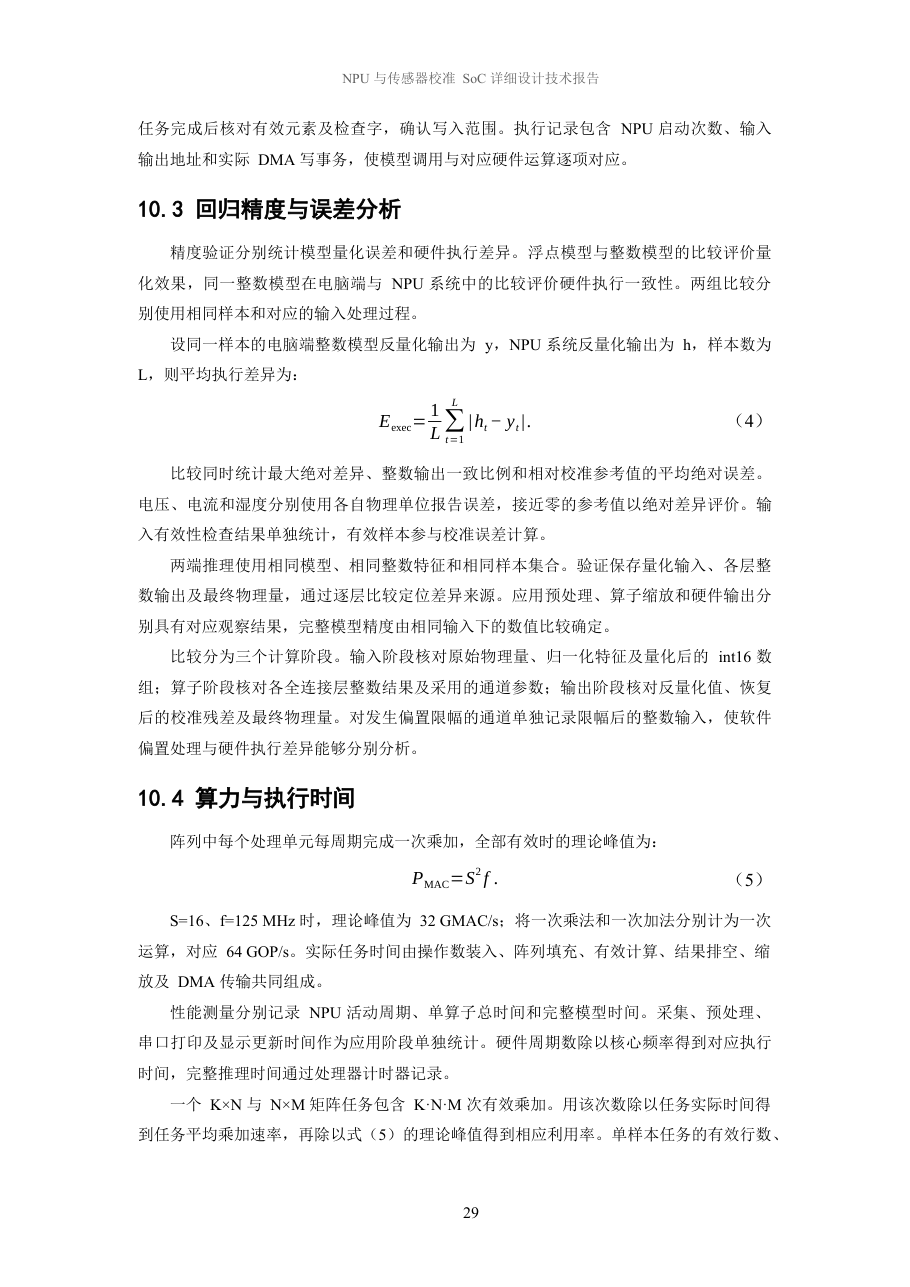 NPU 与传感器校准 SoC 详细设计技术报告
任务完成后核对有效元素及检查字，确认写入范围。执行记录包含 NPU 启动次数、输入
输出地址和实际 DMA 写事务，使模型调用与对应硬件运算逐项对应。
10.3 回归精度与误差分析
精度验证分别统计模型量化误差和硬件执行差异。浮点模型与整数模型的比较评价量
化效果，同一整数模型在电脑端与 NPU 系统中的比较评价硬件执行一致性。两组比较分
别使用相同样本和对应的输入处理过程。
设同一样本的电脑端整数模型反量化输出为 y，NPU 系统反量化输出为 h，样本数为
L，则平均执行差异为：
E_exec = 1/L ∑_{t=1}^{L} |h_t − y_t|. （4）
比较同时统计最大绝对差异、整数输出一致比例和相对校准参考值的平均绝对误差。
电压、电流和湿度分别使用各自物理单位报告误差，接近零的参考值以绝对差异评价。输
入有效性检查结果单独统计，有效样本参与校准误差计算。
两端推理使用相同模型、相同整数特征和相同样本集合。验证保存量化输入、各层整
数输出及最终物理量，通过逐层比较定位差异来源。应用预处理、算子缩放和硬件输出分
别具有对应观察结果，完整模型精度由相同输入下的数值比较确定。
比较分为三个计算阶段。输入阶段核对原始物理量、归一化特征及量化后的 int16 数
组；算子阶段核对各全连接层整数结果及采用的通道参数；输出阶段核对反量化值、恢复
后的校准残差及最终物理量。对发生偏置限幅的通道单独记录限幅后的整数输入，使软件
偏置处理与硬件执行差异能够分别分析。
10.4 算力与执行时间
阵列中每个处理单元每周期完成一次乘加，全部有效时的理论峰值为：
P_MAC = S² f . （5）
S=16、f=125 MHz 时，理论峰值为 32 GMAC/s；将一次乘法和一次加法分别计为一次
运算，对应 64 GOP/s。实际任务时间由操作数装入、阵列填充、有效计算、结果排空、缩
放及 DMA 传输共同组成。
性能测量分别记录 NPU 活动周期、单算子总时间和完整模型时间。采集、预处理、
串口打印及显示更新时间作为应用阶段单独统计。硬件周期数除以核心频率得到对应执行
时间，完整推理时间通过处理器计时器记录。
一个 K×N 与 N×M 矩阵任务包含 K·N·M 次有效乘加。用该次数除以任务实际时间得
到任务平均乘加速率，再除以式（5）的理论峰值得到相应利用率。单样本任务的有效行数、
29